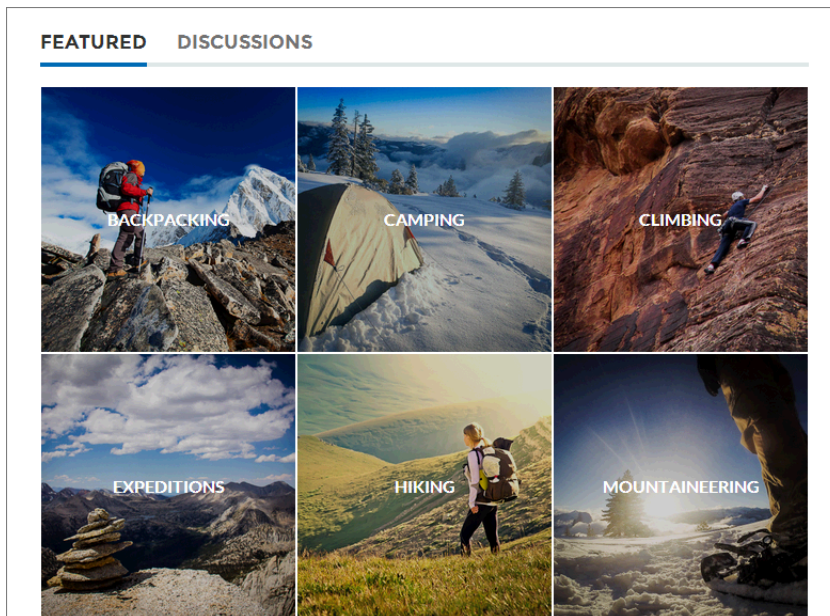 FEATURED DISCUSSIONS
BACKPACKING CAMPING CLIMBING
EXPEDITIONS HIKING MOUNTAINEERING